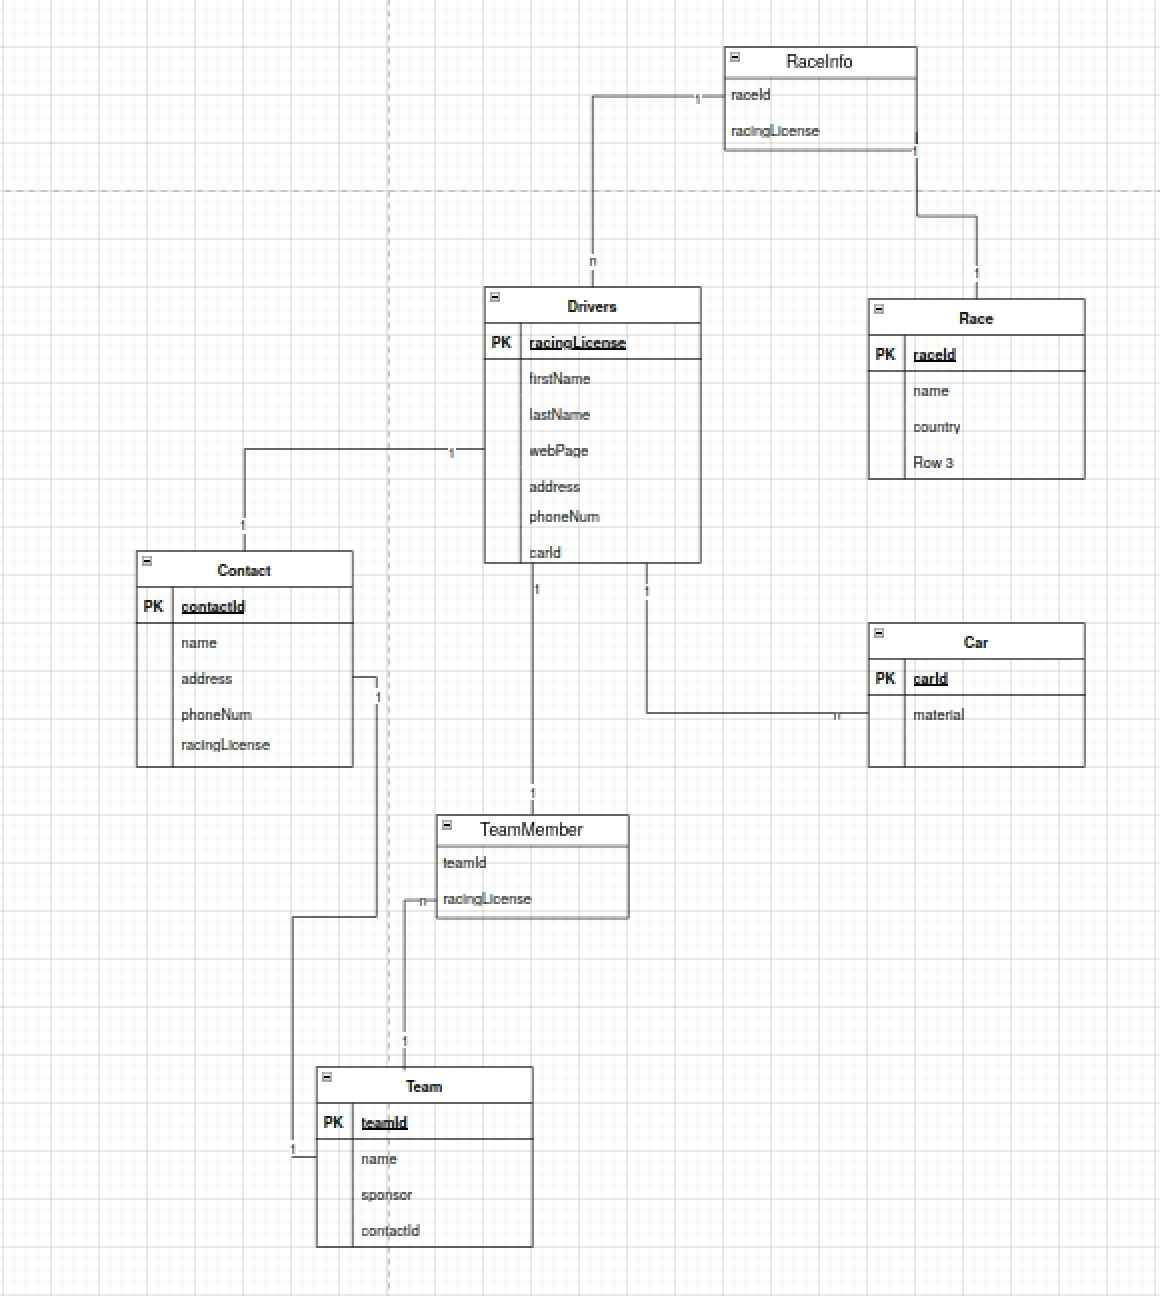 RaceInfo
raceId
racingLicense
1
1
n
1
Drivers
PK racingLicense
firstName
lastName
webPage
address
phoneNum
carId
Race
PK raceId
name
country
Row 3
1
1
Contact
PK contactId
name
address
phoneNum
racingLicense
1
1
1
n
Car
PK carId
material
1
TeamMember
teamId
racingLicense
n
1
Team
PK teamId
name
sponsor
contactId
1